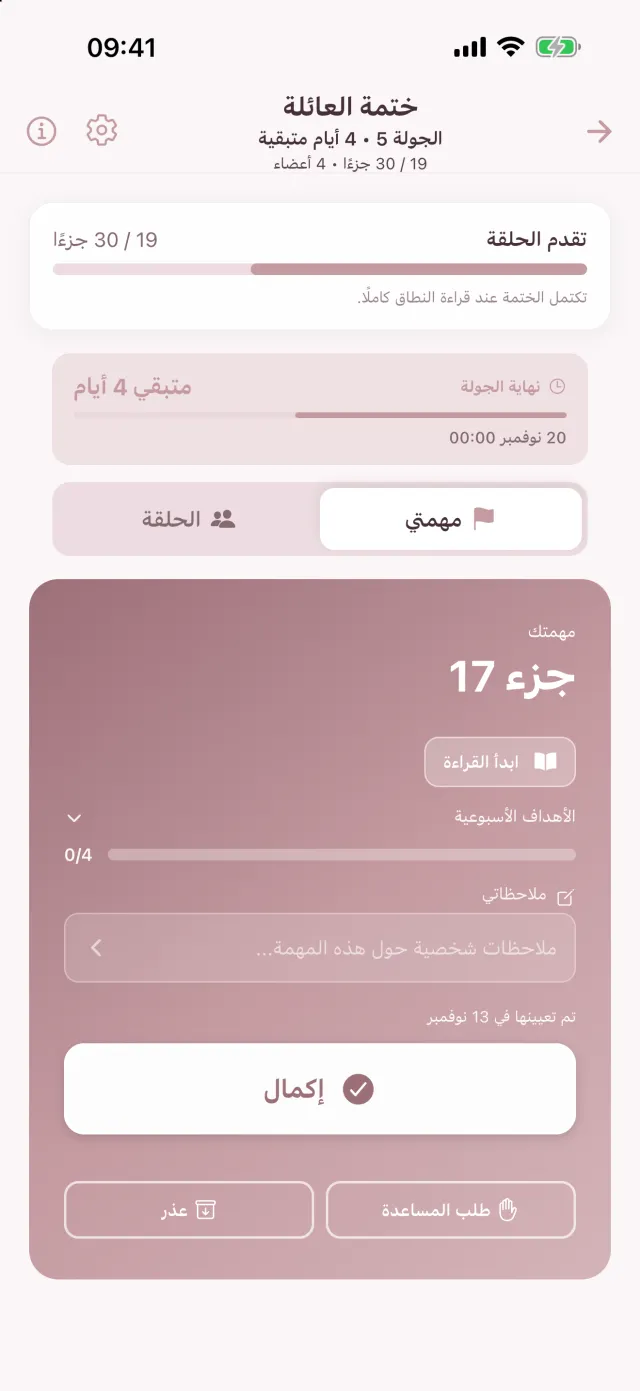 09:41
ختمة العائلة
الجولة 5 • 4 أيام متبقية
19 / 30 جزءًا • 4 أعضاء
تقدم الحلقة
19 / 30 جزءًا
تكتمل الختمة عند قراءة النطاق كاملًا.
نهاية الجولة
متبقي 4 أيام
20 نوفمبر 00:00
مهمتي
الحلقة
مهمتك
جزء 17
ابدأ القراءة
الأهداف الأسبوعية
0/4
ملاحظاتي
ملاحظات شخصية حول هذه المهمة...
تم تعيينها في 13 نوفمبر
إكمال
طلب المساعدة
عذر